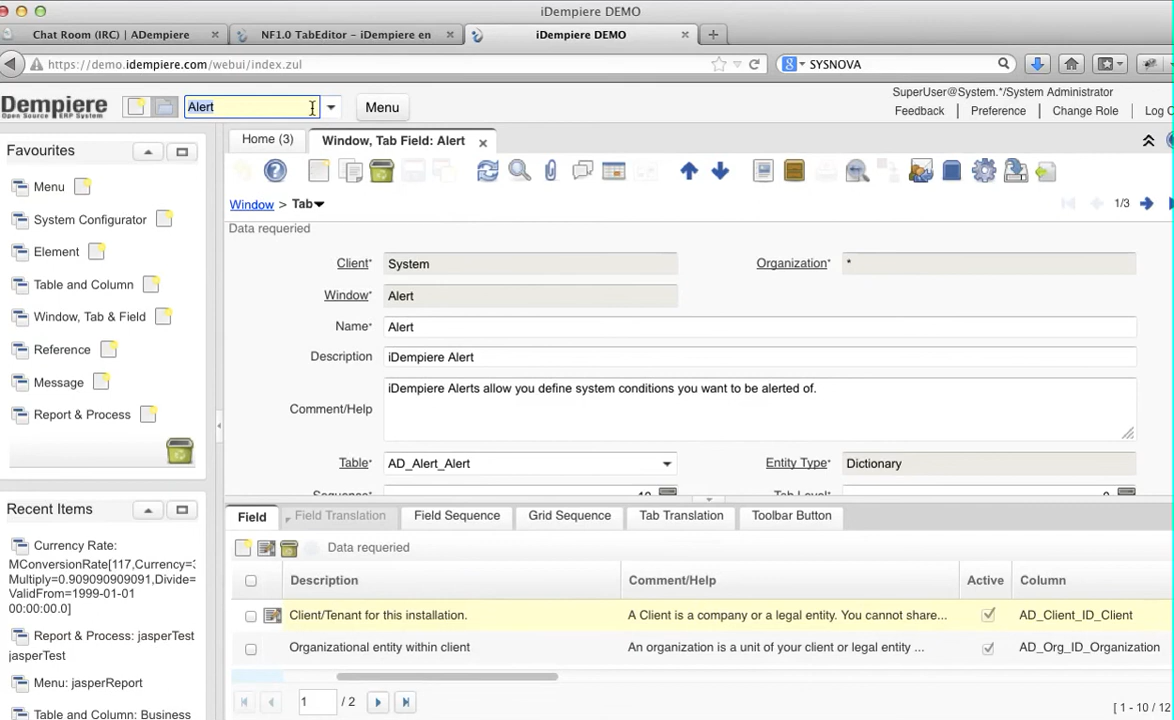 iDempiere DEMO
Chat Room (IRC) | ADempiere
NF1.0 TabEditor – iDempiere en
iDempiere DEMO
https://demo.idempiere.com/webui/index.zul
SYSNOVA
Dempiere
Open Source ERP System
Alert
Menu
SuperUser@System.*/System Administrator
Feedback
Preference
Change Role
Log
Favourites
Menu
System Configurator
Element
Table and Column
Window, Tab & Field
Reference
Message
Report & Process
Recent Items
Currency Rate:
MConversionRate[117,Currency=
Multiply=0.909090909091,Divide=
ValidFrom=1999-01-01
00:00:00.0]
Report & Process: jasperTest
jasperTest
Menu: jasperReport
Table and Column: Business
Home (3)
Window, Tab Field: Alert
Window > Tab
1/3
Data requeried
Client* System
Organization* *
Window* Alert
Name* Alert
Description iDempiere Alert
Comment/Help iDempiere Alerts allow you define system conditions you want to be alerted of.
Table* AD_Alert_Alert
Entity Type* Dictionary
Sequence* 10
Tab Level* 0
Field
Field Translation
Field Sequence
Grid Sequence
Tab Translation
Toolbar Button
Data requeried
Description Comment/Help Active Column
Client/Tenant for this installation. A Client is a company or a legal entity. You cannot share... AD_Client_ID_Client
Organizational entity within client An organization is a unit of your client or legal entity ... AD_Org_ID_Organization
1 / 2
[ 1 - 10 / 12